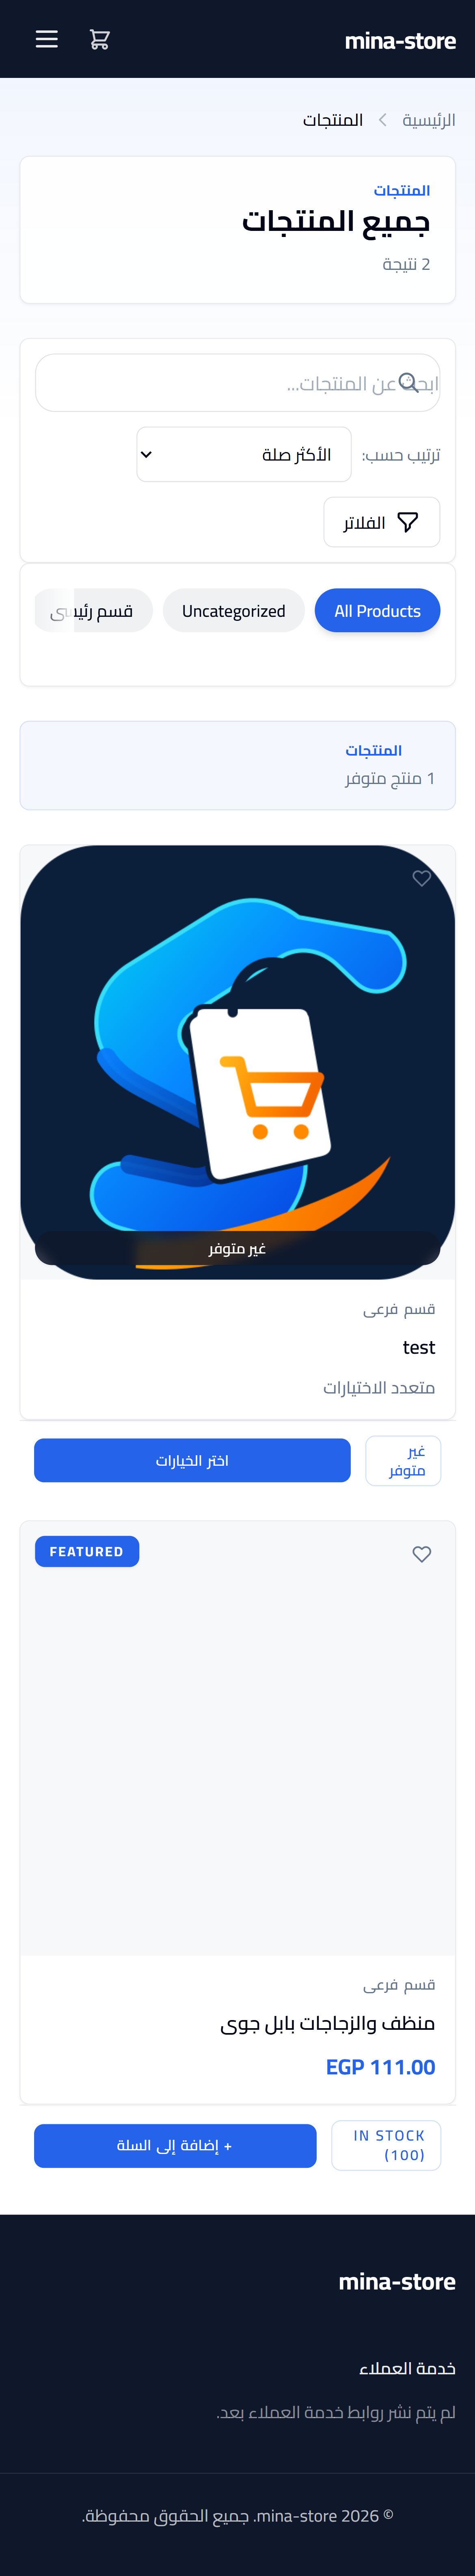 mina-store
الرئيسية
المنتجات
المنتجات
جميع المنتجات
2 نتيجة
ابحث عن المنتجات...
ترتيب حسب:
الأكثر صلة
الفلاتر
All Products
Uncategorized
قسم رئيسى
المنتجات
1 منتج متوفر
غير متوفر
قسم فرعى
test
متعدد الاختيارات
غير
متوفر
اختر الخيارات
FEATURED
قسم فرعى
منظف والزجاجات بابل جوى
EGP 111.00
IN STOCK
(100)
+ إضافة إلى السلة
mina-store
خدمة العملاء
لم يتم نشر روابط خدمة العملاء بعد.
© 2026 mina-store. جميع الحقوق محفوظة.